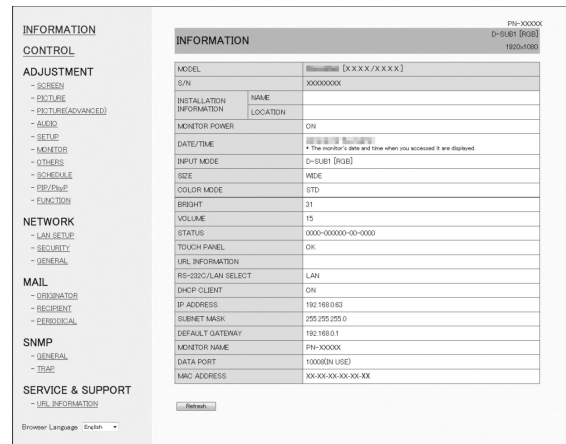 PN-XXXXX
INFORMATION
CONTROL
ADJUSTMENT
- SCREEN
- PICTURE
- PICTURE(ADVANCED)
- AUDIO
- SETUP
- MONITOR
- OTHERS
- SCHEDULE
- PIP/PbyP
- FUNCTION
NETWORK
- LAN SETUP
- SECURITY
- GENERAL
MAIL
- ORIGINATOR
- RECIPIENT
- PERIODICAL
SNMP
- GENERAL
- TRAP
SERVICE & SUPPORT
- URL INFORMATION
Browser Language English
INFORMATION
D-SUB1 [RGB]
1920x1080
MODEL [XXXX/XXXX]
S/N XXXXXXXX
INSTALLATION INFORMATION NAME
LOCATION
MONITOR POWER ON
DATE/TIME
* The monitor's date and time when you accessed it are displayed
INPUT MODE D-SUB1 [RGB]
SIZE WIDE
COLOR MODE STD
BRIGHT 31
VOLUME 15
STATUS 0000-000000-00-0000
TOUCH PANEL OK
URL INFORMATION
RS-232C/LAN SELECT LAN
DHCP CLIENT ON
IP ADDRESS 192.168.0.63
SUBNET MASK 255.255.255.0
DEFAULT GATEWAY 192.168.0.1
MONITOR NAME PN-XXXXX
DATA PORT 10008(IN USE)
MAC ADDRESS XX-XX-XX-XX-XX-XX
Refresh